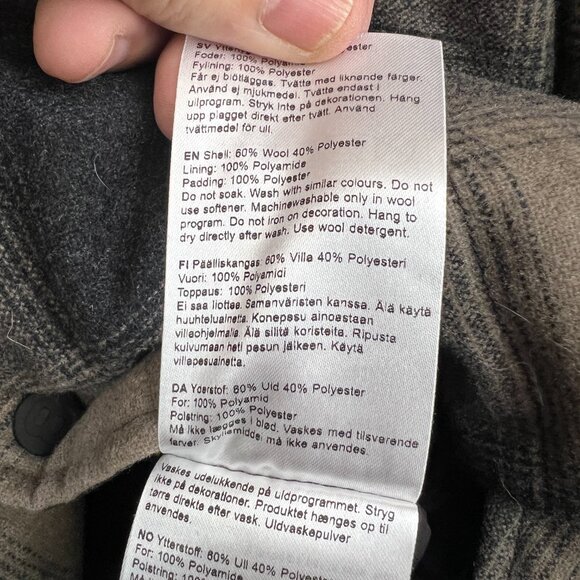 SV Yttertyg: Polyester
Foder: 100% Polyamid
Fyllning: 100% Polyester
Får ej blötläggas. Tvätta med liknande färger.
Använd ej mjukmedel. Tvätta endast i
ullprogram. Stryk inte på dekorationen. Häng
upp plagget direkt efter tvätt. Använd
tvättmedel för ull.
EN Shell: 60% Wool 40% Polyester
Lining: 100% Polyamide
Padding: 100% Polyester
Do not soak. Wash with similar colours. Do not
use softener. Machinewashable only in wool
program. Do not iron on decoration. Hang to
dry directly after wash. Use wool detergent.
FI Päälliskangas: 60% Villa 40% Polyesteri
Vuori: 100% Polyamidi
Toppaus: 100% Polyesteri
Ei saa liottaa. Samanväristen kanssa. Älä käytä
huuhteluainetta. Konepesu ainoastaan
villaohjelmalla. Älä silitä koristeita. Ripusta
kuivumaan heti pesun jälkeen. Käytä
villapesuainetta.
DA Yderstof: 60% Uld 40% Polyester
For: 100% Polyamid
Polstring: 100% Polyester
Må ikke lægges i blød. Vaskes med tilsvarende
farver. Skyllemiddel må ikke anvendes.
Vaskes udelukkende på uldprogrammet. Stryg
ikke på dekorationer. Produktet hænges op til
tørre direkte efter vask. Uldvaskepulver
anvendes.
NO Ytterstoff: 60% Ull 40% Polyester
For: 100% Polyamide
Polstring: 100% Polyester